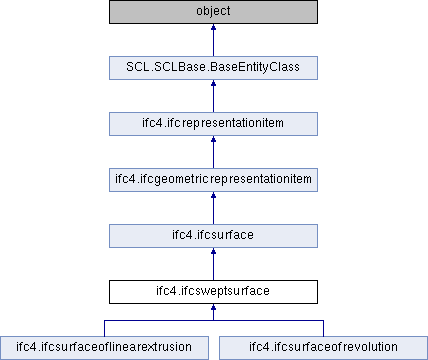 object
SCL.SCLBase.BaseEntityClass
ifc4.ifcrepresentationitem
ifc4.ifcgeometricrepresentationitem
ifc4.ifcsurface
ifc4.ifcsweptsurface
ifc4.ifcsurfaceoflinearextrusion
ifc4.ifcsurfaceofrevolution